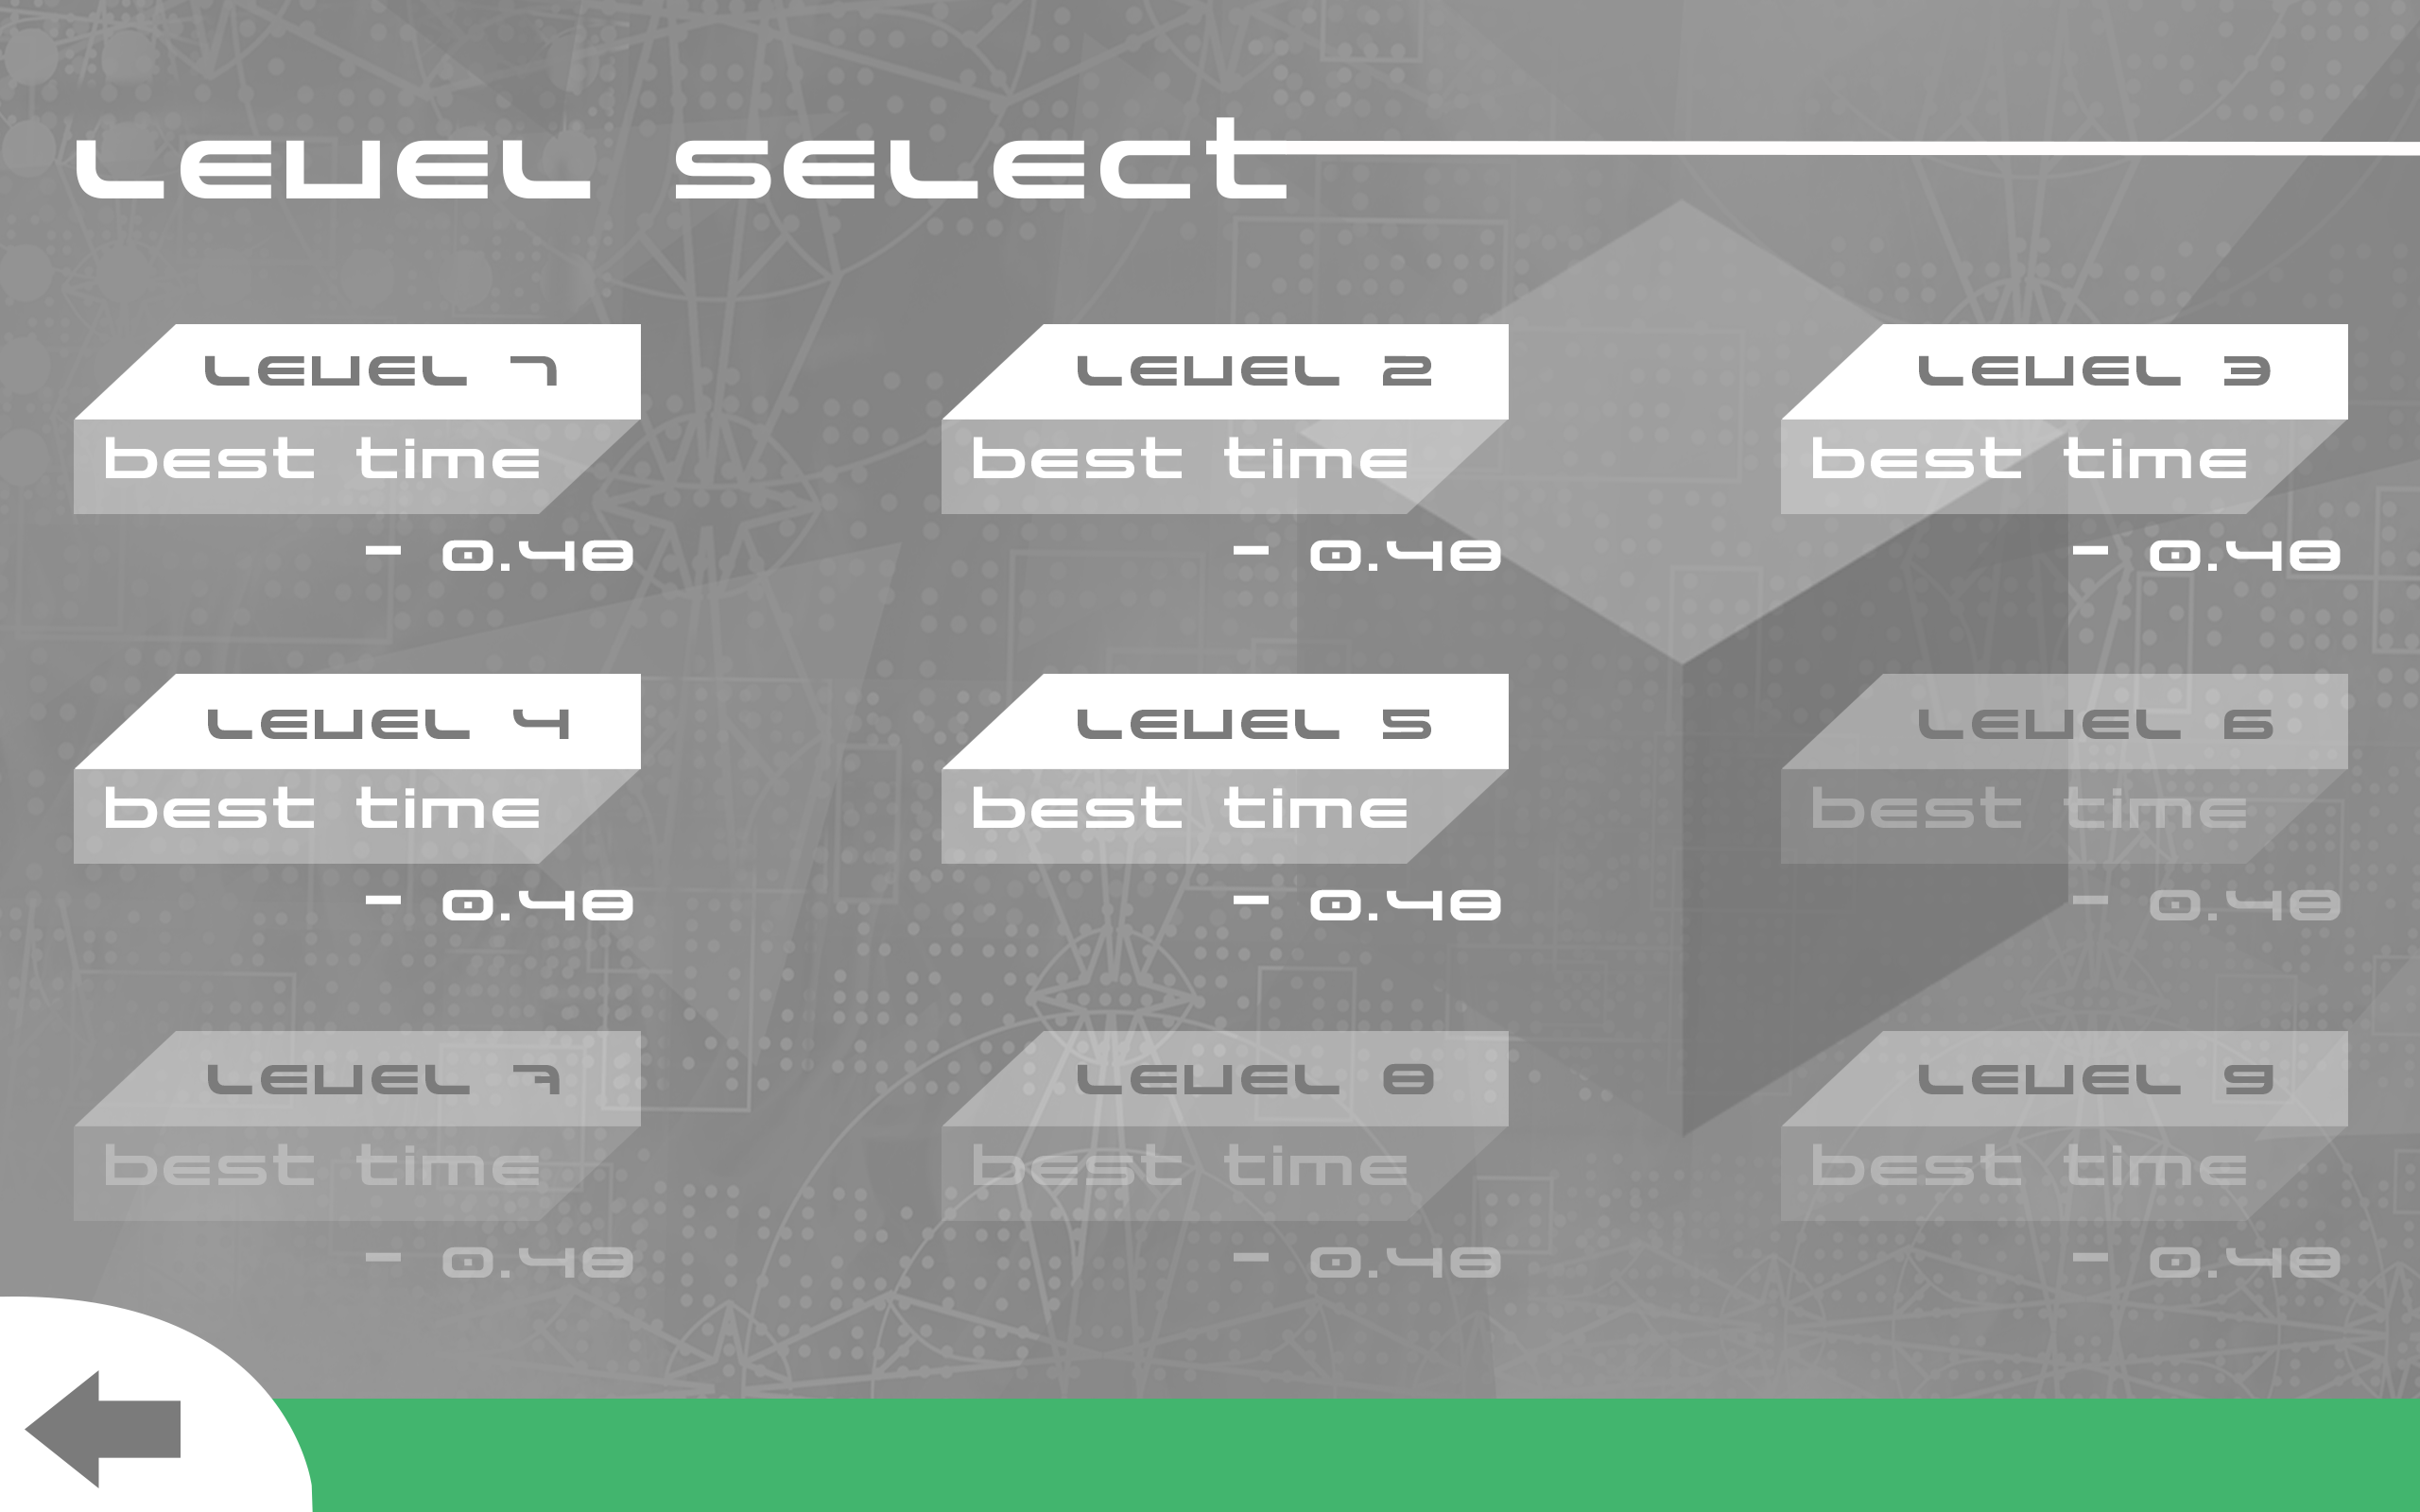 LEVEL SELECT
LEVEL 1
LEVEL 2
LEVEL 3
best time
best time
best time
- 0.48
- 0.48
- 0.48
LEVEL 4
LEVEL 5
LEVEL 6
best time
best time
best time
- 0.48
- 0.48
- 0.48
LEVEL 7
LEVEL 8
LEVEL 9
best time
best time
best time
- 0.48
- 0.48
- 0.48